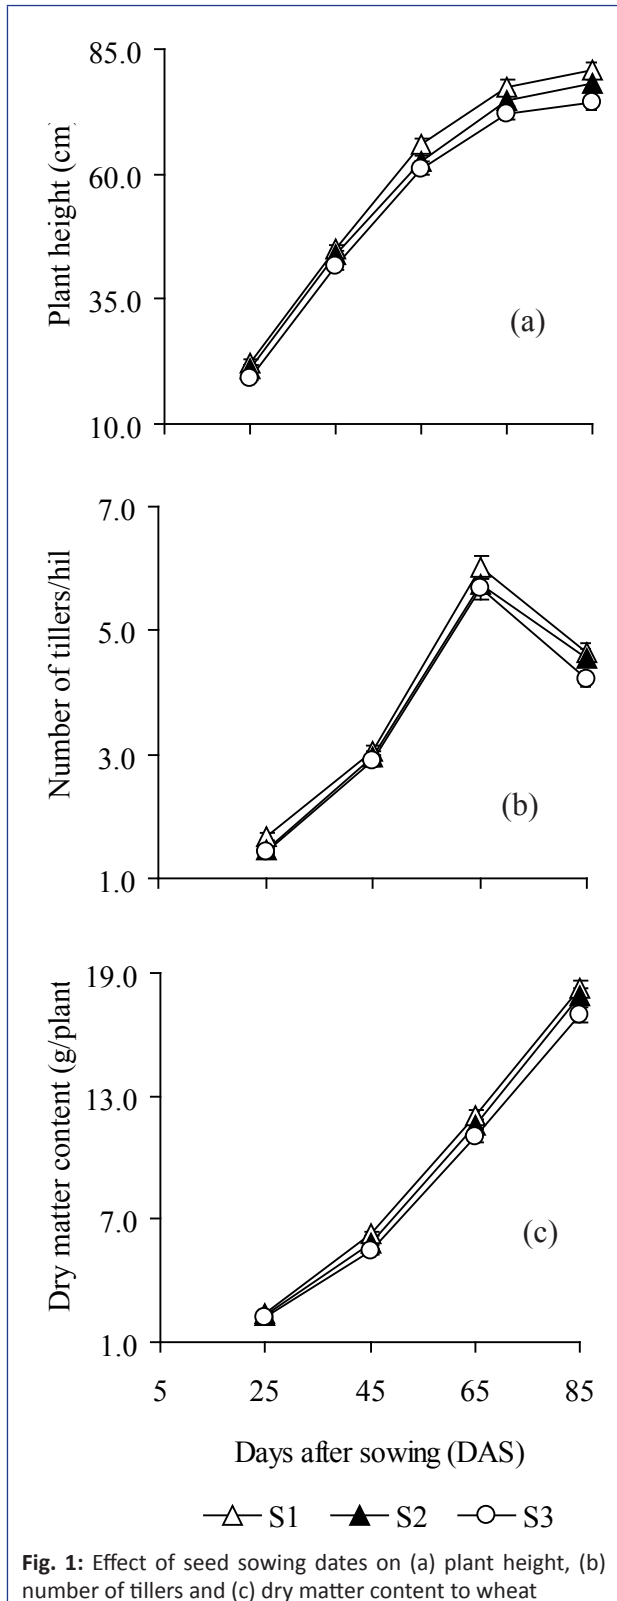 85.0
60.0
35.0
10.0
Plant height (cm)
(a)
7.0
5.0
3.0
1.0
Number of tillers/hil
(b)
19.0
13.0
7.0
1.0
Dry matter content (g/plant
(c)
5 25 45 65 85
Days after sowing (DAS)
S1 S2 S3
Fig. 1: Effect of seed sowing dates on (a) plant height, (b)
number of tillers and (c) dry matter content to wheat